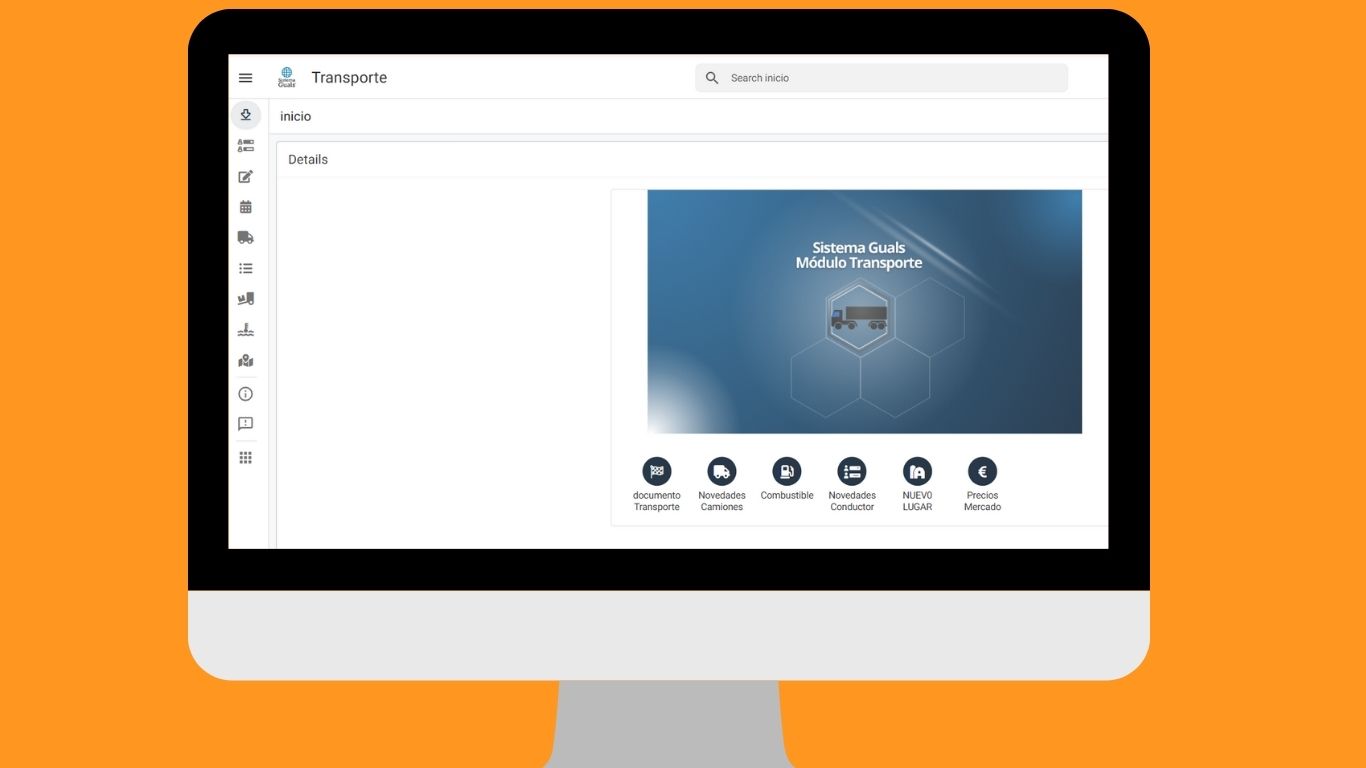 Sistema
Guals
Transporte
Search inicio
inicio
Details
Sistema Guals
Módulo Transporte
documento
Transporte
Novedades
Camiones
Combustible
Novedades
Conductor
NUEVO
LUGAR
Precios
Mercado